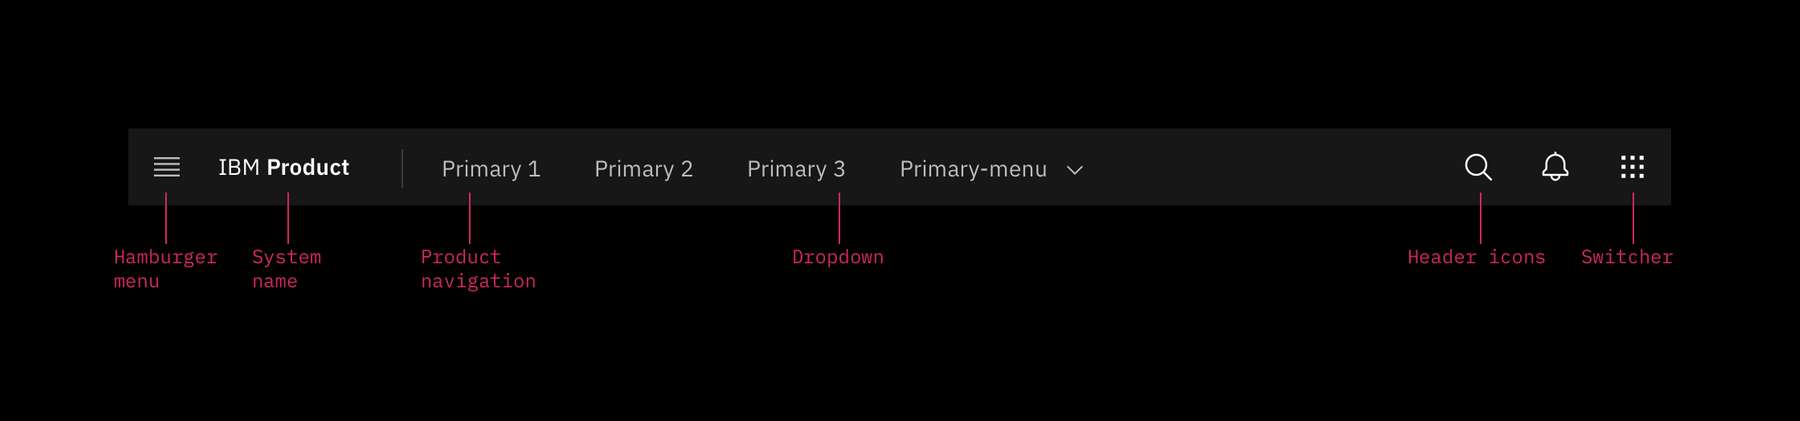 IBM Product Primary 1 Primary 2 Primary 3 Primary-menu
Hamburger menu
System name
Product navigation
Dropdown
Header icons
Switcher